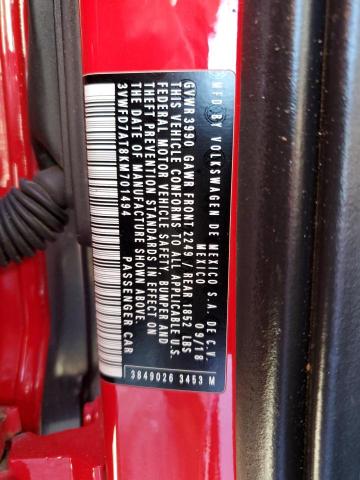 MFD BY VOLKSWAGEN DE MEXICO S.A. DE C.V.
MEXICO 09/18
GVWR 3990 GAWR FRONT 2249 / REAR 1852 LBS
THIS VEHICLE CONFORMS TO ALL APPLICABLE U.S.
FEDERAL MOTOR VEHICLE SAFETY, BUMPER AND
THEFT PREVENTION STANDARDS IN EFFECT ON
THE DATE OF MANUFACTURE SHOWN ABOVE.
3VWFD7AT8KM701494 PASSENGER CAR
3849026 3453 M